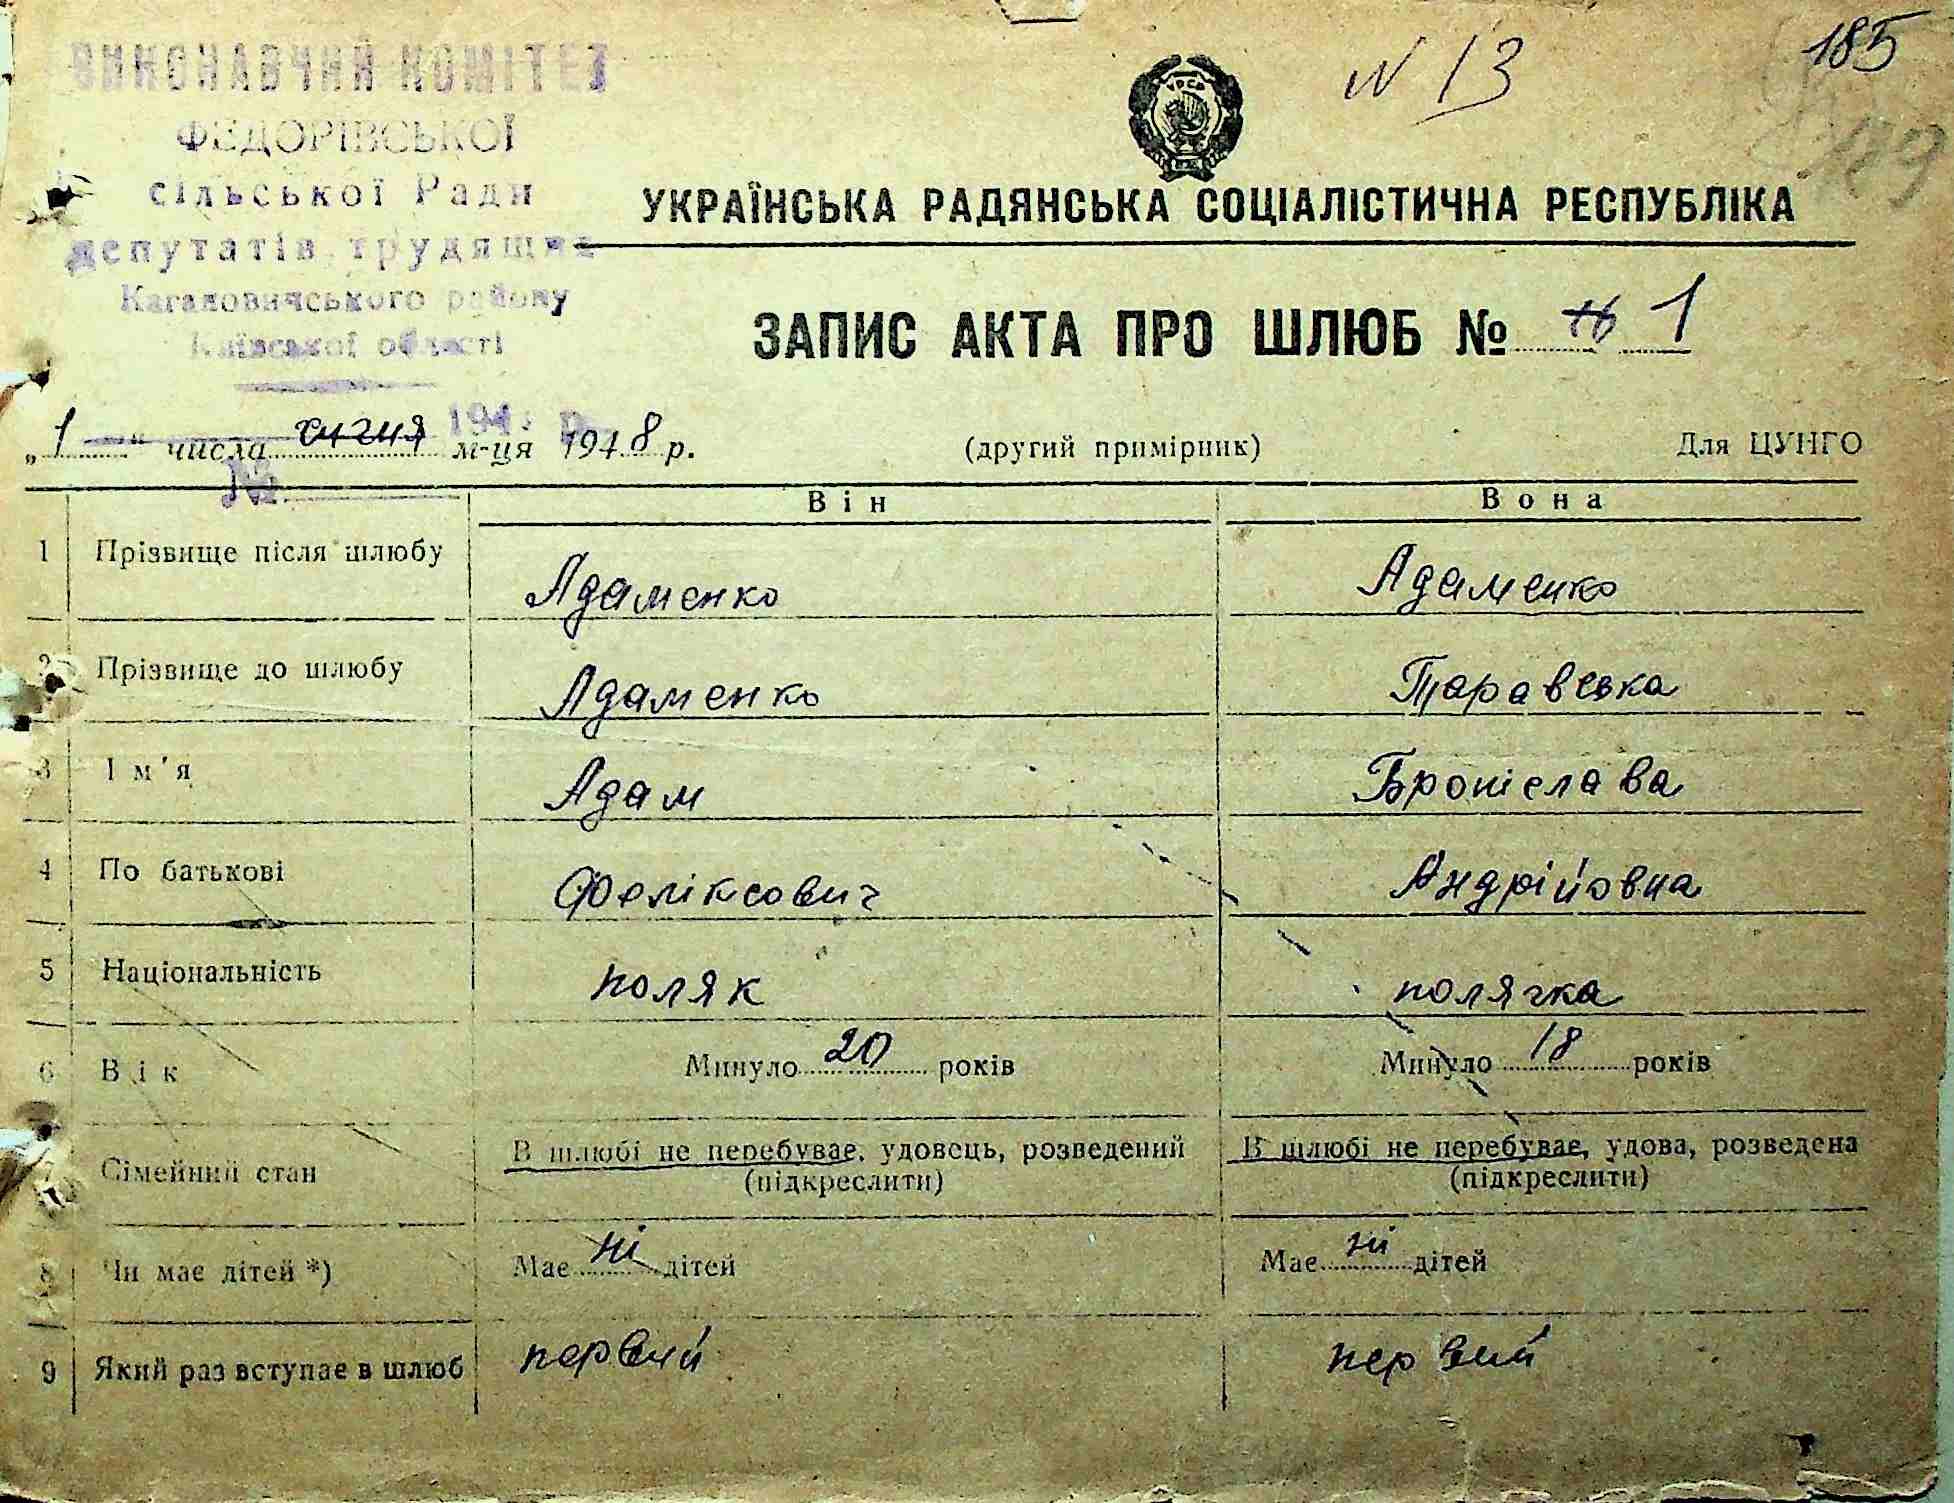 ВИКОНАВЧИЙ КОМІТЕТ
ФЕДОРІВСЬКОЇ
сільської Ради
депутатів трудящих
Кагановичського району
Київської області
194 р.
№
N 13
185
УРСР
УКРАЇНСЬКА РАДЯНСЬКА СОЦІАЛІСТИЧНА РЕСПУБЛІКА
ЗАПИС АКТА ПРО ШЛЮБ № 1
„1“ числа м-ця 1948 р. (другий примірник) Для ЦУНГО
Він Вона
1 Прізвище після шлюбу Адаменко Адаменко
2 Прізвище до шлюбу Адаменко Таравська
3 Ім'я Адам Броніслава
4 По батькові Феліксович Андрійовна
5 Національність поляк полячка
6 Вік Минуло 20 років Минуло 18 років
7 Сімейний стан В шлюбі не перебуває, удовець, розведений В шлюбі не перебуває, удова, розведена
(підкреслити) (підкреслити)
8 Чи має дітей *) Має ні дітей Має ні дітей
9 Який раз вступає в шлюб первий первий